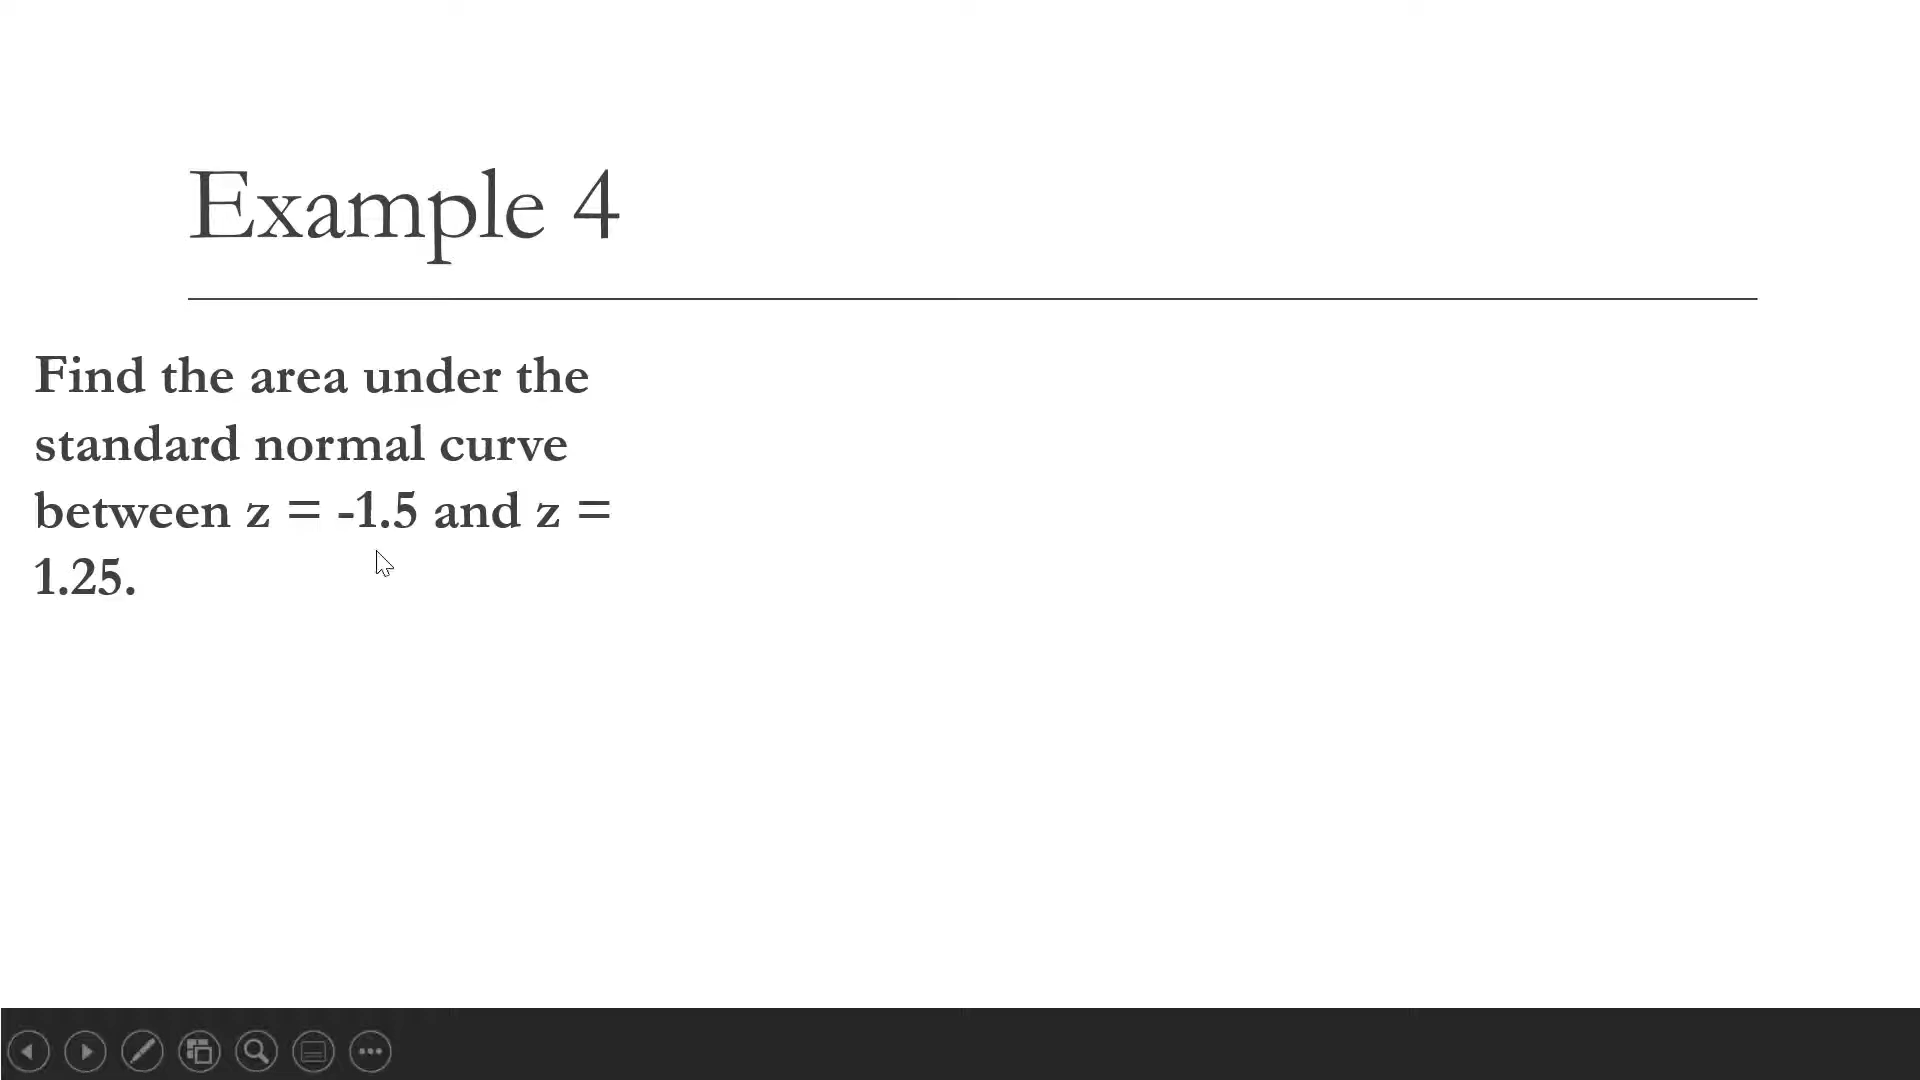 Example 4
Find the area under the
standard normal curve
between z = -1.5 and z =
1.25.